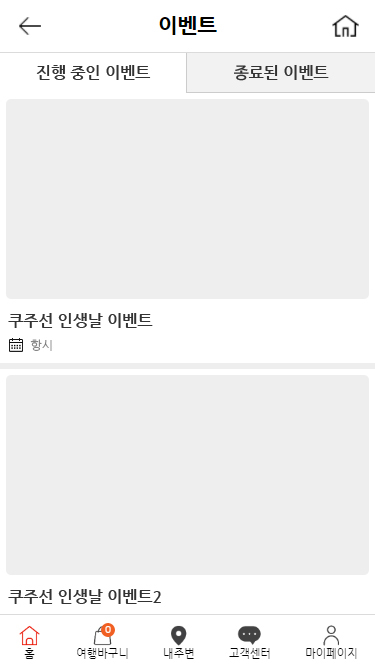 이벤트
진행 중인 이벤트 종료된 이벤트
쿠주선 인생날 이벤트
항시
쿠주선 인생날 이벤트2
0
홈 여행바구니 내주변 고객센터 마이페이지